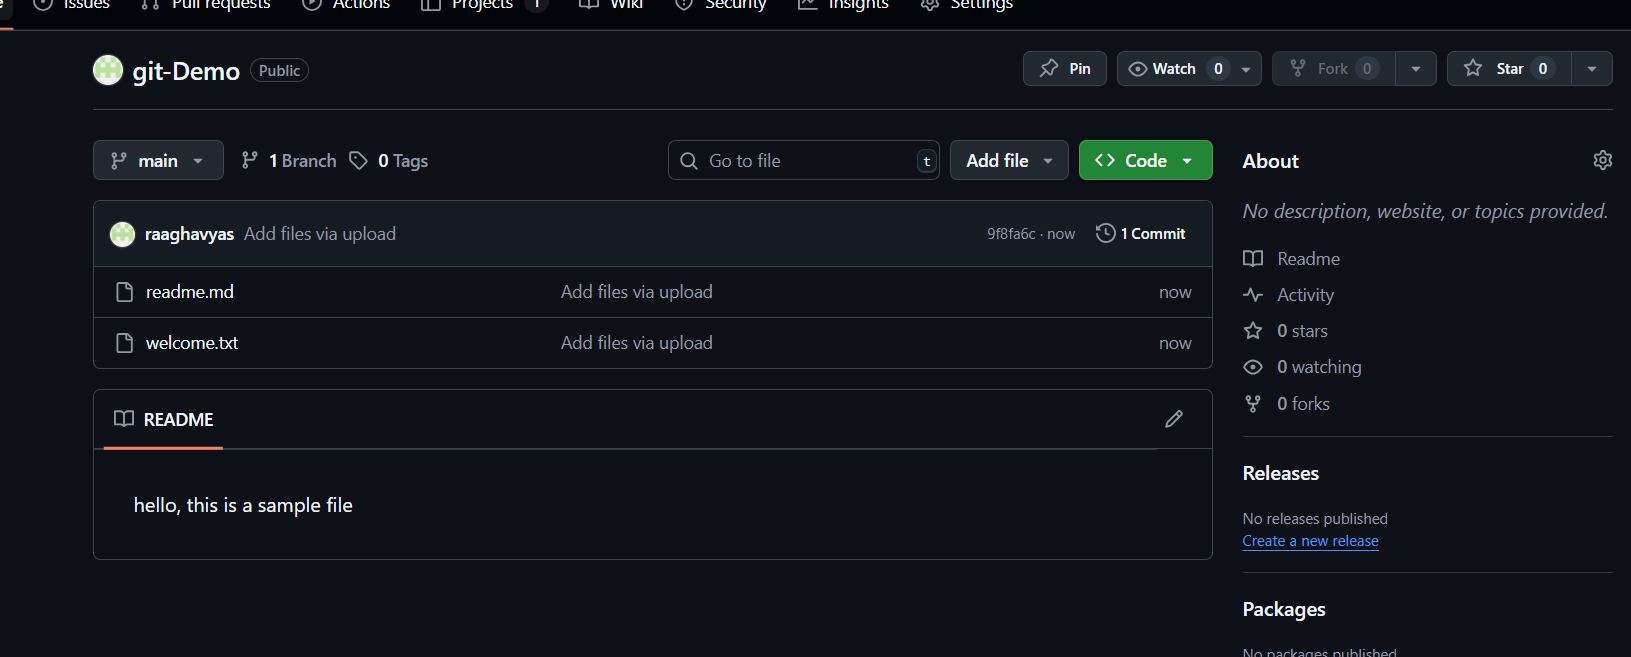 Issues Pull requests Actions Projects 1 Wiki Security Insights Settings
git-Demo Public Pin Watch 0 Fork 0 Star 0
main 1 Branch 0 Tags Go to file t Add file Code
About
No description, website, or topics provided.
raaghavyas Add files via upload 9f8fa6c · now 1 Commit
readme.md Add files via upload now
welcome.txt Add files via upload now
README
hello, this is a sample file
Readme
Activity
0 stars
0 watching
0 forks
Releases
No releases published
Create a new release
Packages
No packages published